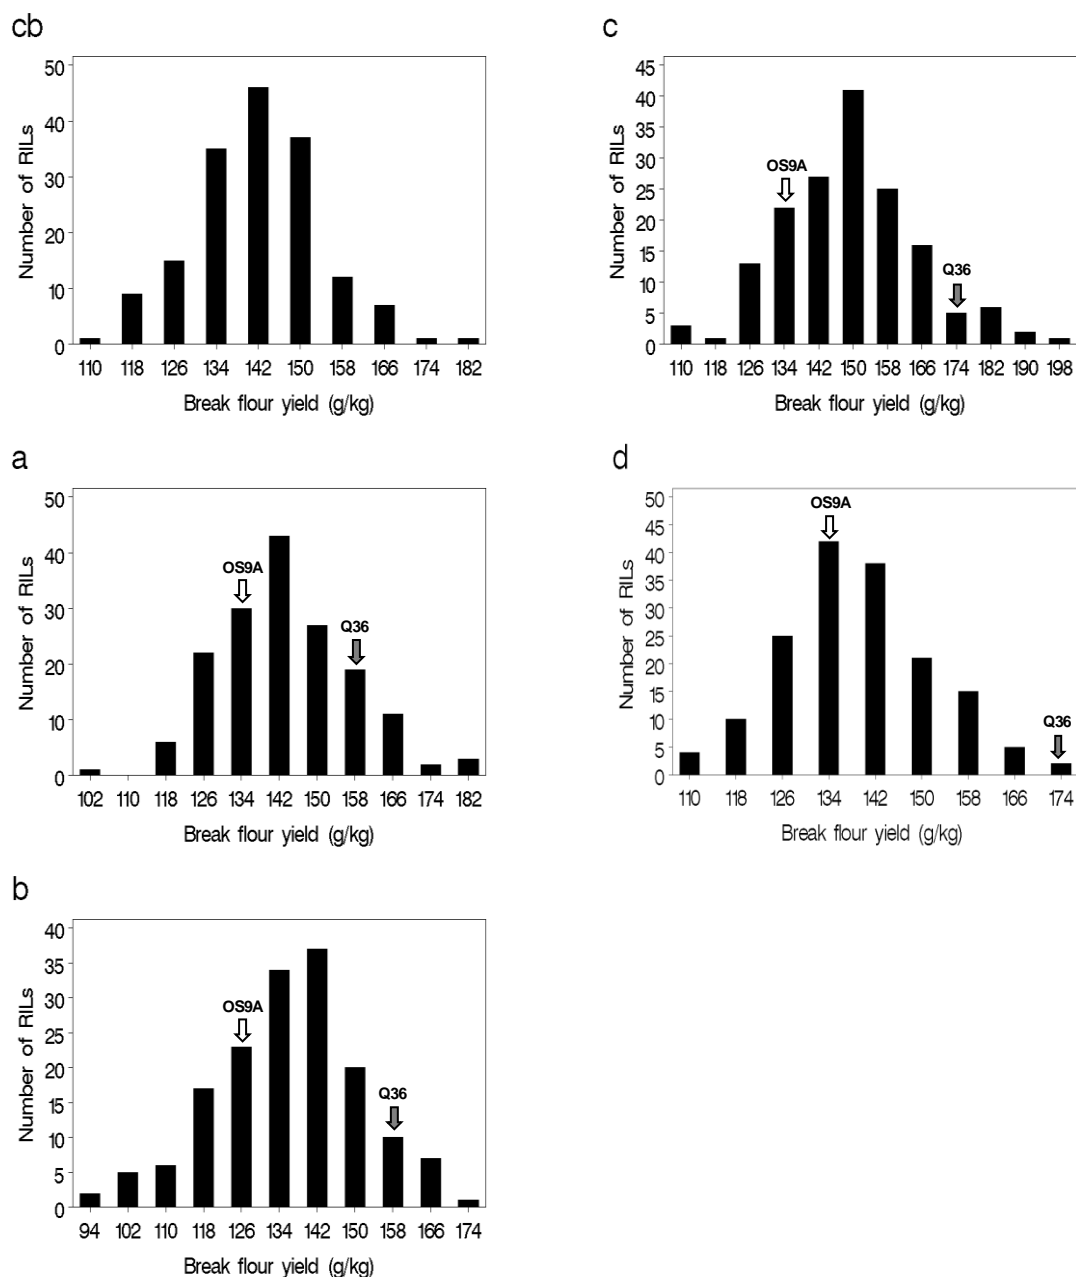 cb
50
40
30
20
10
0
Number of RILs
110 118 126 134 142 150 158 166 174 182
Break flour yield (g/kg)
c
45
40
35
30
25
20
15
10
5
0
Number of RILs
OS9A
Q36
110 118 126 134 142 150 158 166 174 182 190 198
Break flour yield (g/kg)
a
50
40
30
20
10
0
Number of RILs
OS9A
Q36
102 110 118 126 134 142 150 158 166 174 182
Break flour yield (g/kg)
d
50
45
40
35
30
25
20
15
10
5
0
Number of RILs
OS9A
Q36
110 118 126 134 142 150 158 166 174
Break flour yield (g/kg)
b
40
35
30
25
20
15
10
5
0
Number of RILs
OS9A
Q36
94 102 110 118 126 134 142 150 158 166 174
Break flour yield (g/kg)